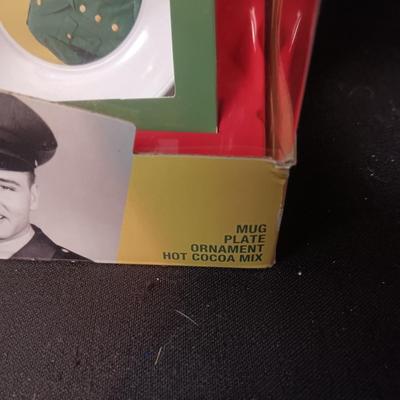 MUG
PLATE
ORNAMENT
HOT COCOA MIX